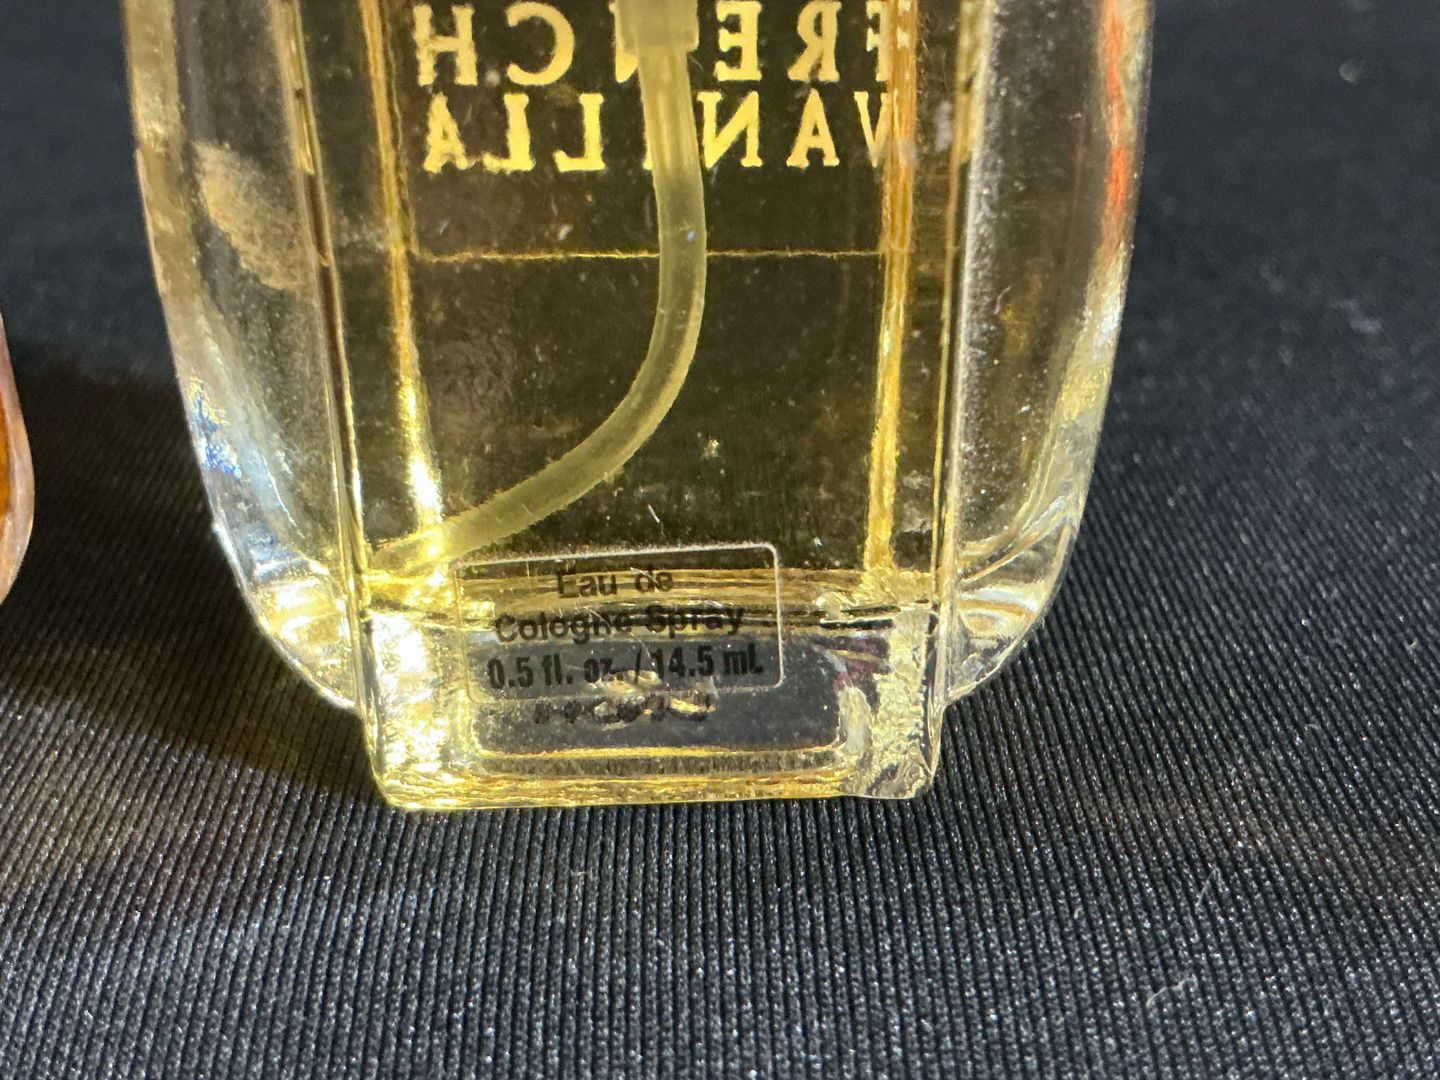 FRENCH
VANILLA
Eau de
Cologne Spray
0.5 fl. oz. / 14.5 mL